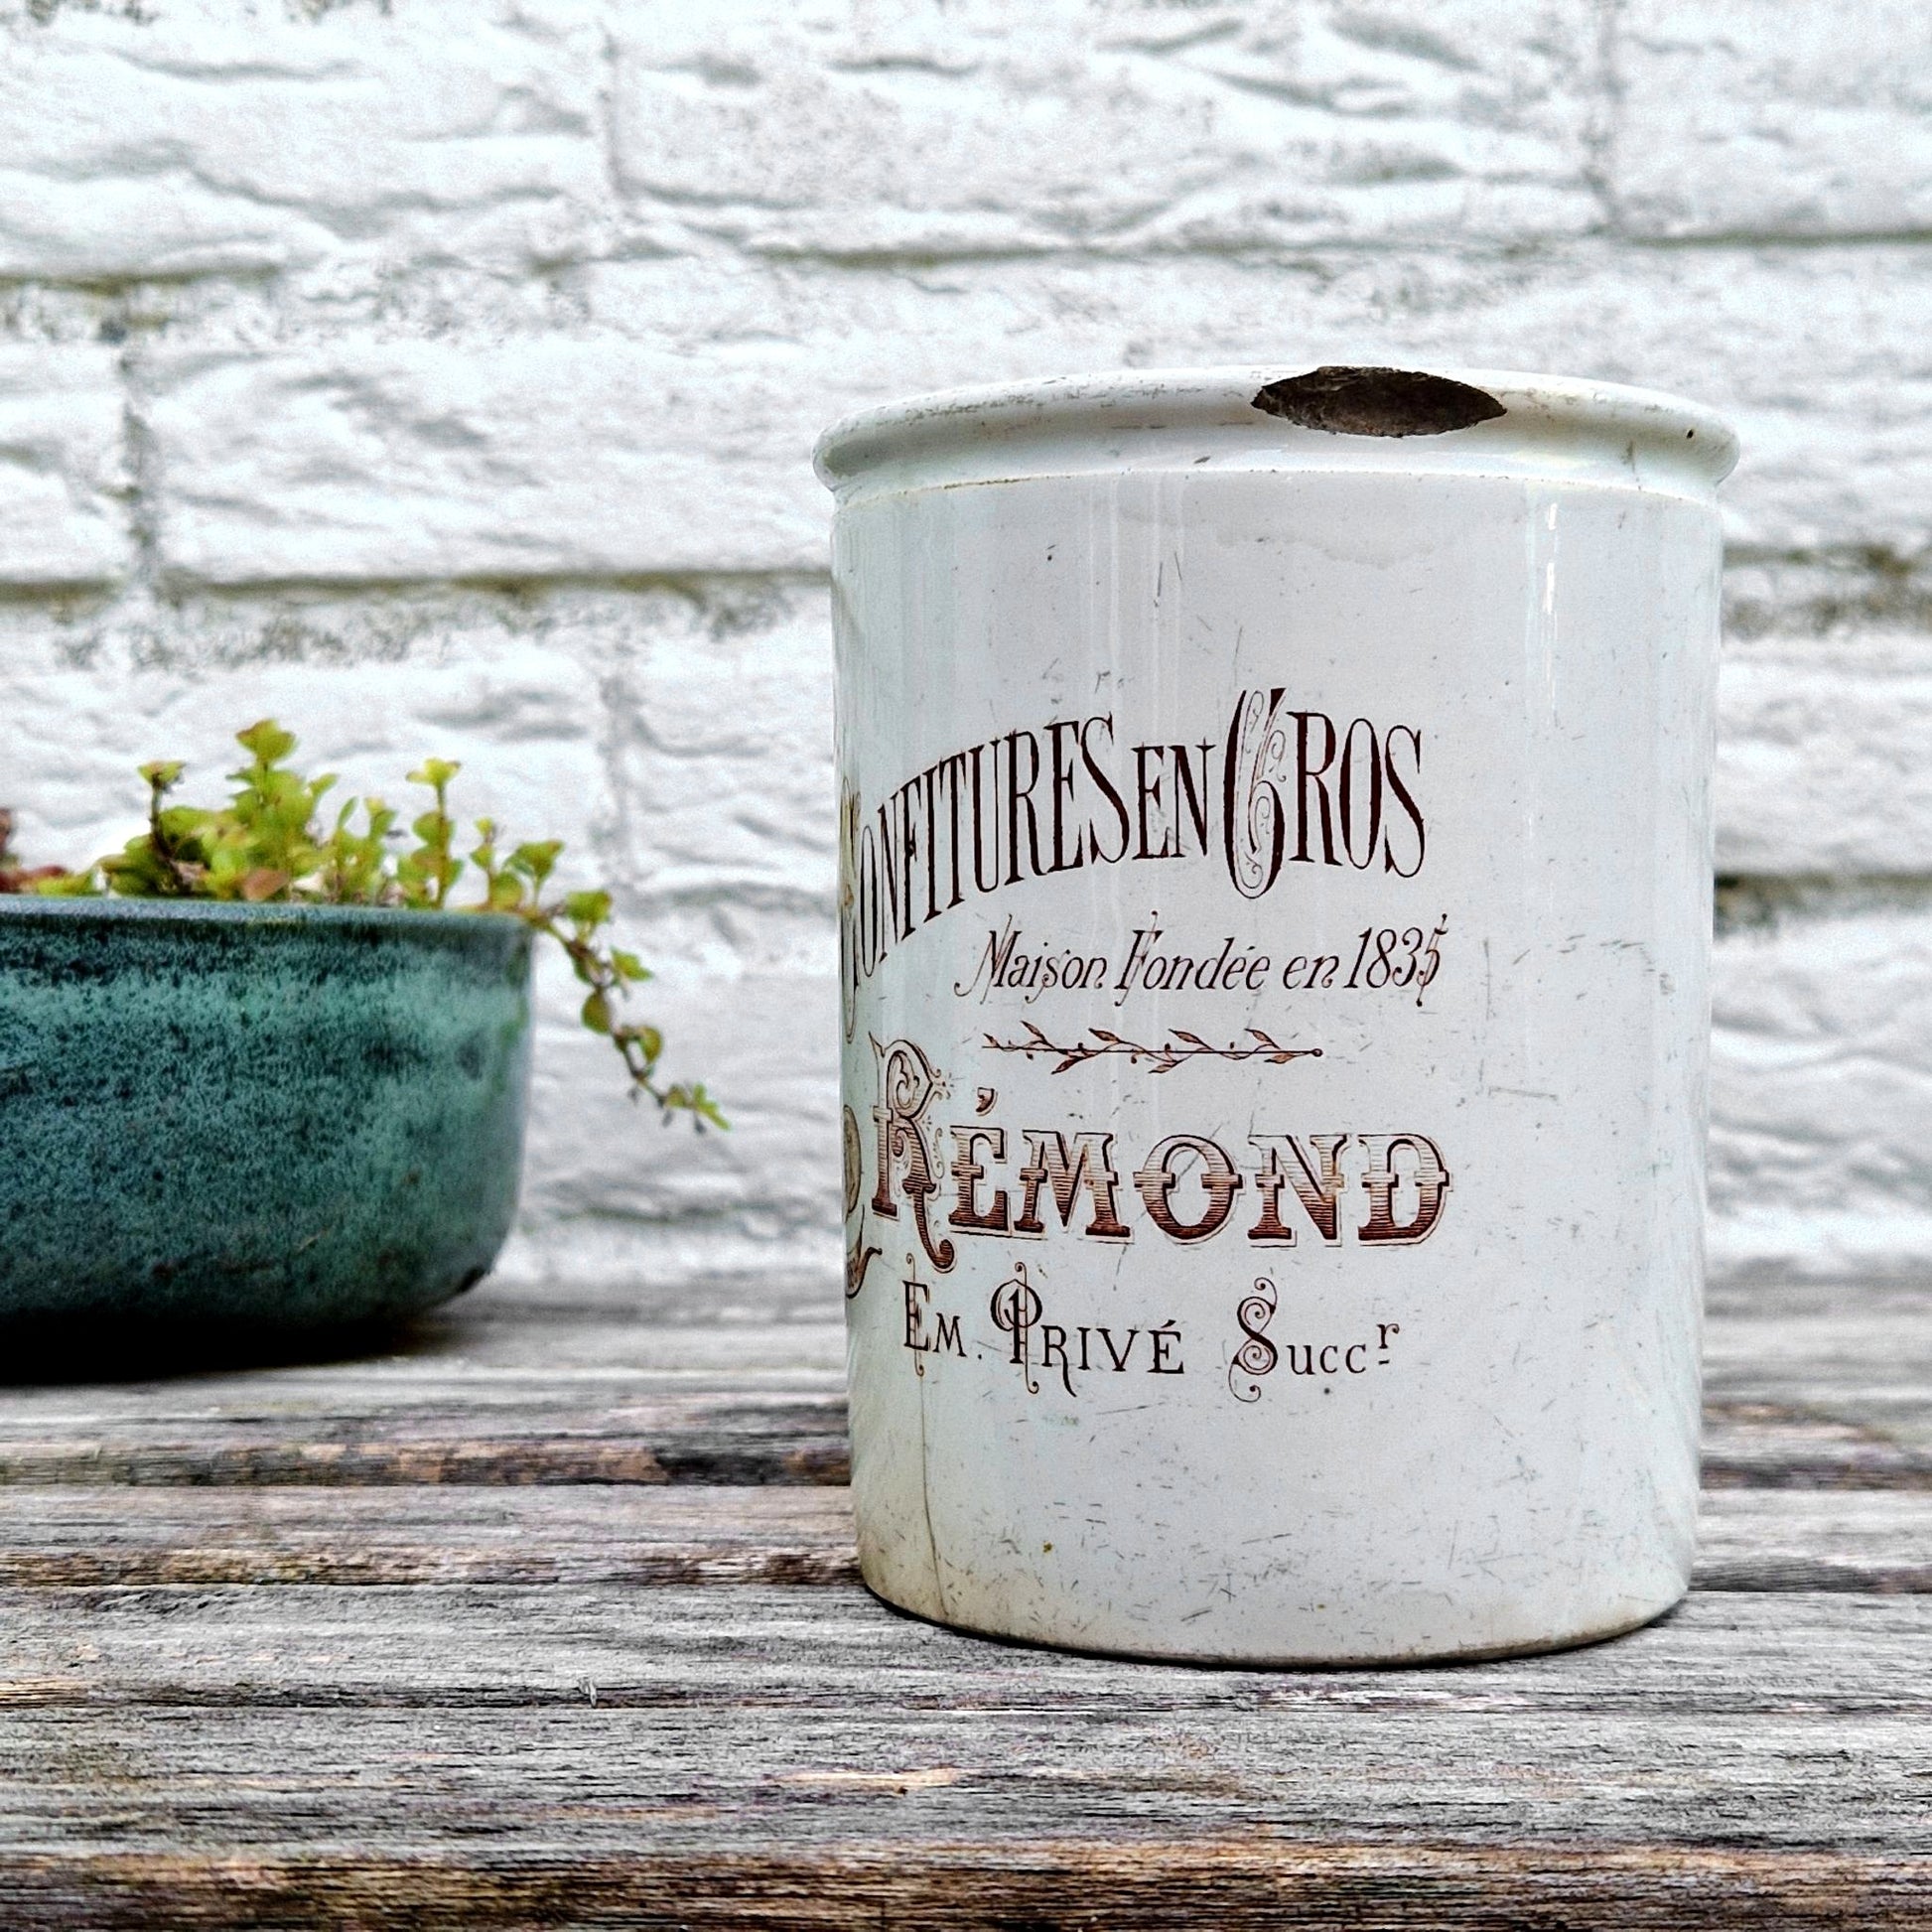 CONFITURES EN GROS
Maison Fondée en 1835
RÉMOND
EM. PRIVÉ Succr